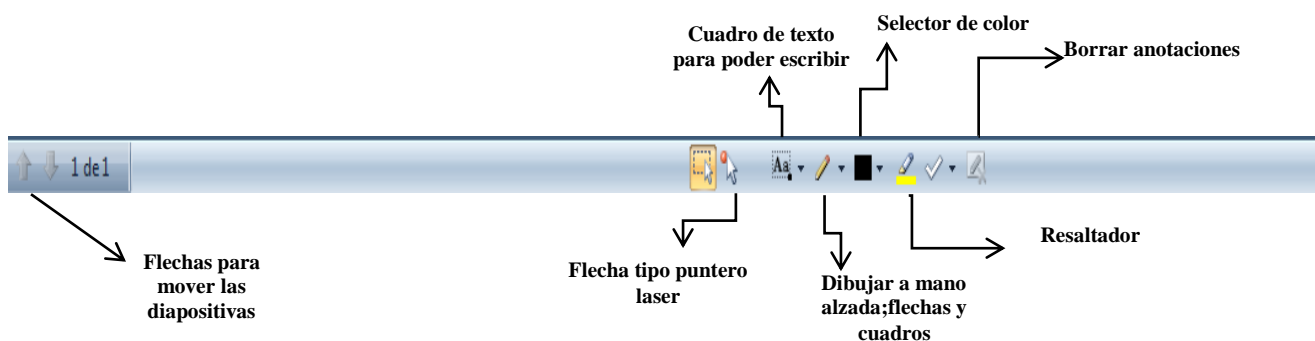 Cuadro de texto
para poder escribir
Selector de color
Borrar anotaciones
1 de 1
Aa
Flechas para
mover las
diapositivas
Flecha tipo puntero
laser
Dibujar a mano
alzada;flechas y
cuadros
Resaltador